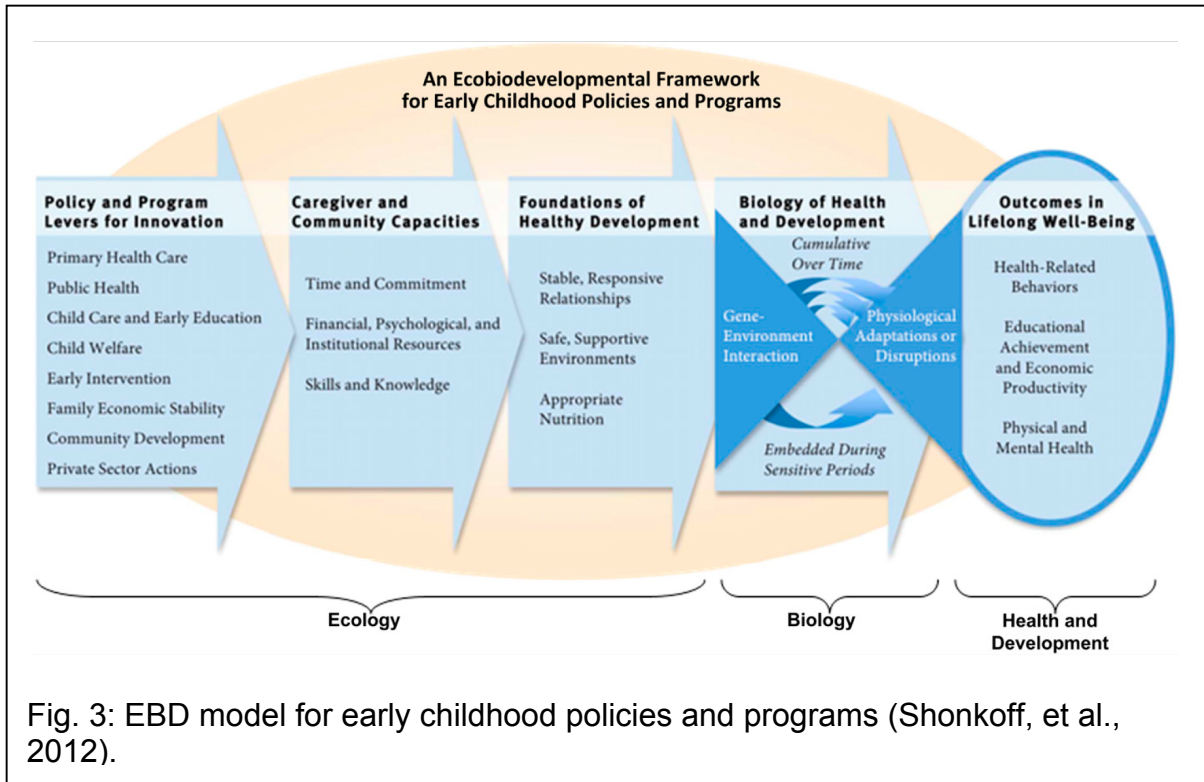 An Ecobiodevelopmental Framework
for Early Childhood Policies and Programs
Policy and Program
Levers for Innovation
Primary Health Care
Public Health
Child Care and Early Education
Child Welfare
Early Intervention
Family Economic Stability
Community Development
Private Sector Actions
Caregiver and
Community Capacities
Time and Commitment
Financial, Psychological, and
Institutional Resources
Skills and Knowledge
Foundations of
Healthy Development
Stable, Responsive
Relationships
Safe, Supportive
Environments
Appropriate
Nutrition
Biology of Health
and Development
Cumulative
Over Time
Gene-
Environment
Interaction
Physiological
Adaptations or
Disruptions
Embedded During
Sensitive Periods
Outcomes in
Lifelong Well-Being
Health-Related
Behaviors
Educational
Achievement
and Economic
Productivity
Physical and
Mental Health
Ecology
Biology
Health and
Development
Fig. 3: EBD model for early childhood policies and programs (Shonkoff, et al.,
2012).